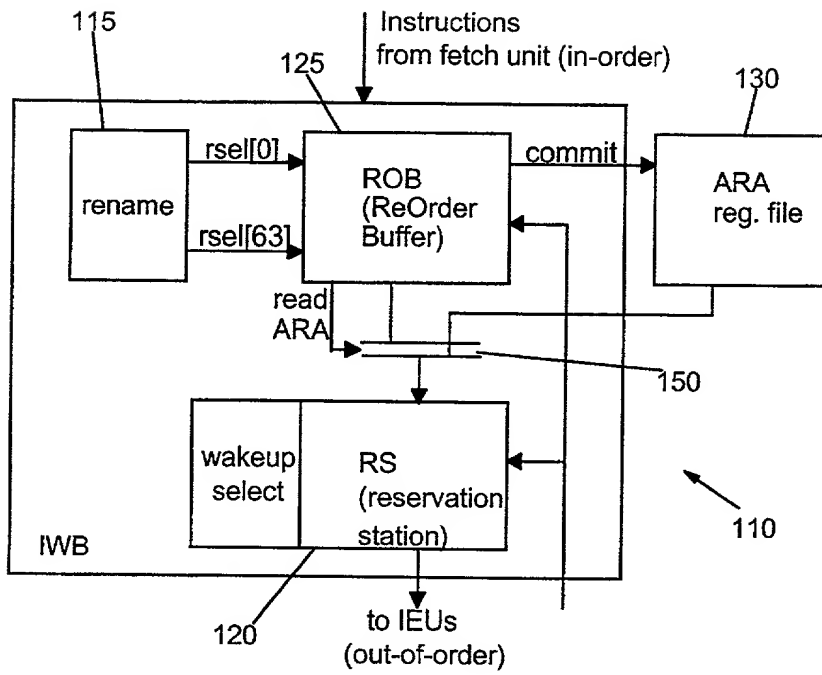 115
Instructions
from fetch unit (in-order)
125
130
rename
rsel[0]
rsel[63]
ROB
(ReOrder
Buffer)
commit
ARA
reg. file
read
ARA
150
wakeup
select
RS
(reservation
station)
110
IWB
120
to IEUs
(out-of-order)